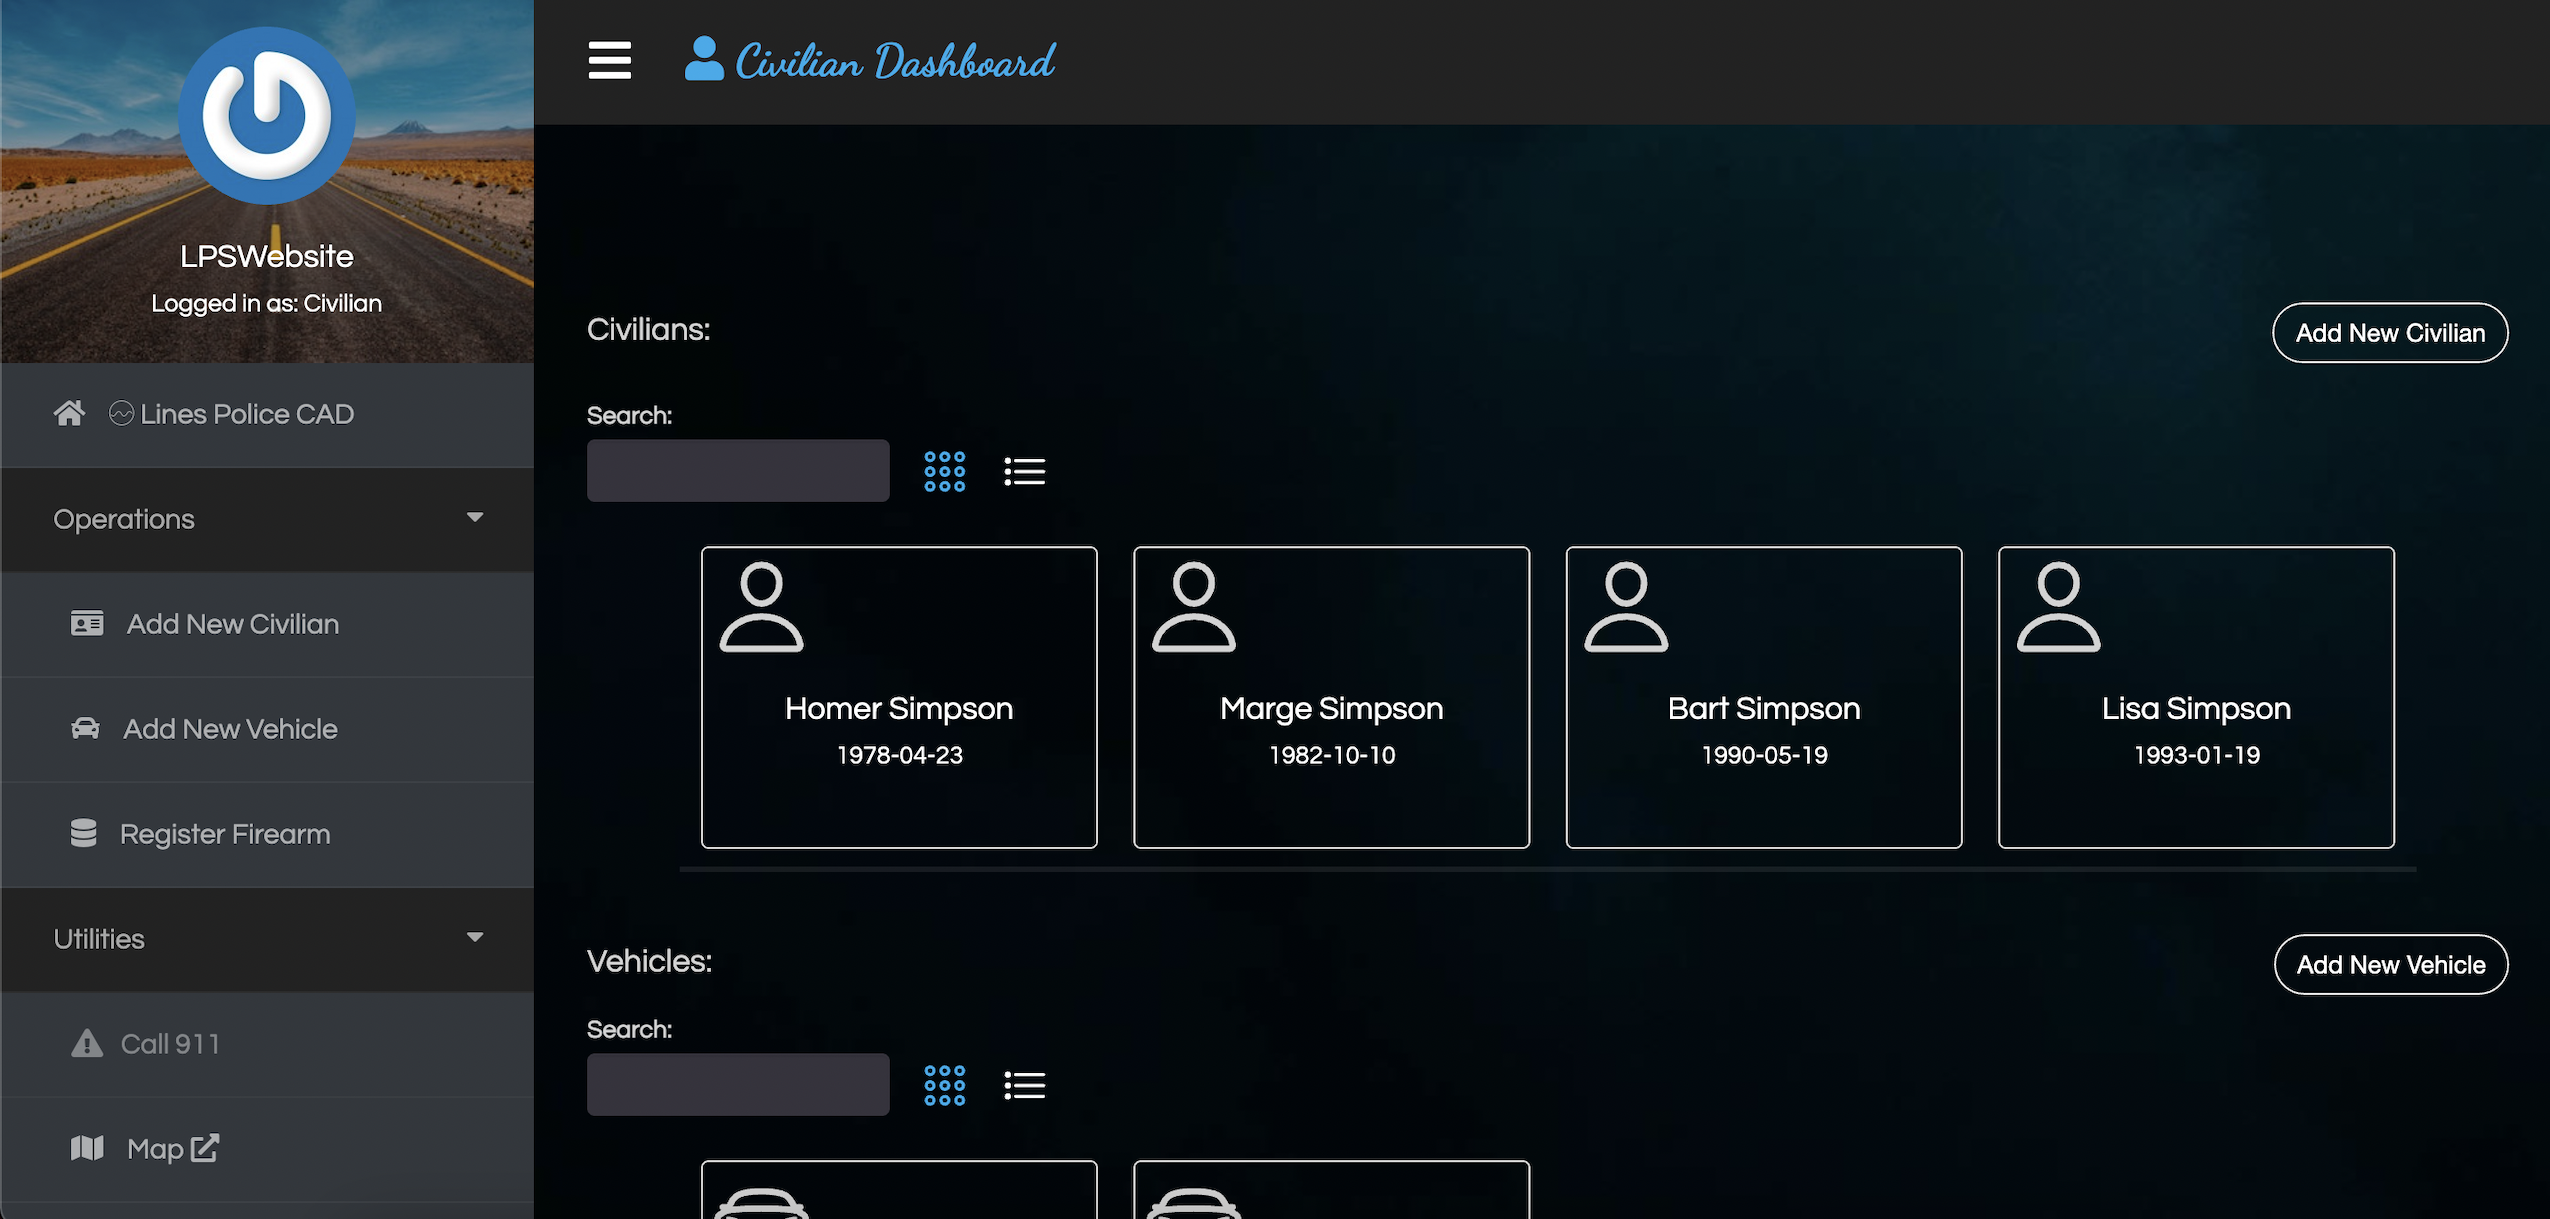 LPSWebsite
Logged in as: Civilian
Lines Police CAD
Operations
Add New Civilian
Add New Vehicle
Register Firearm
Utilities
Call 911
Map
Civilian Dashboard
Civilians:
Add New Civilian
Search:
Homer Simpson
1978-04-23
Marge Simpson
1982-10-10
Bart Simpson
1990-05-19
Lisa Simpson
1993-01-19
Vehicles:
Add New Vehicle
Search: